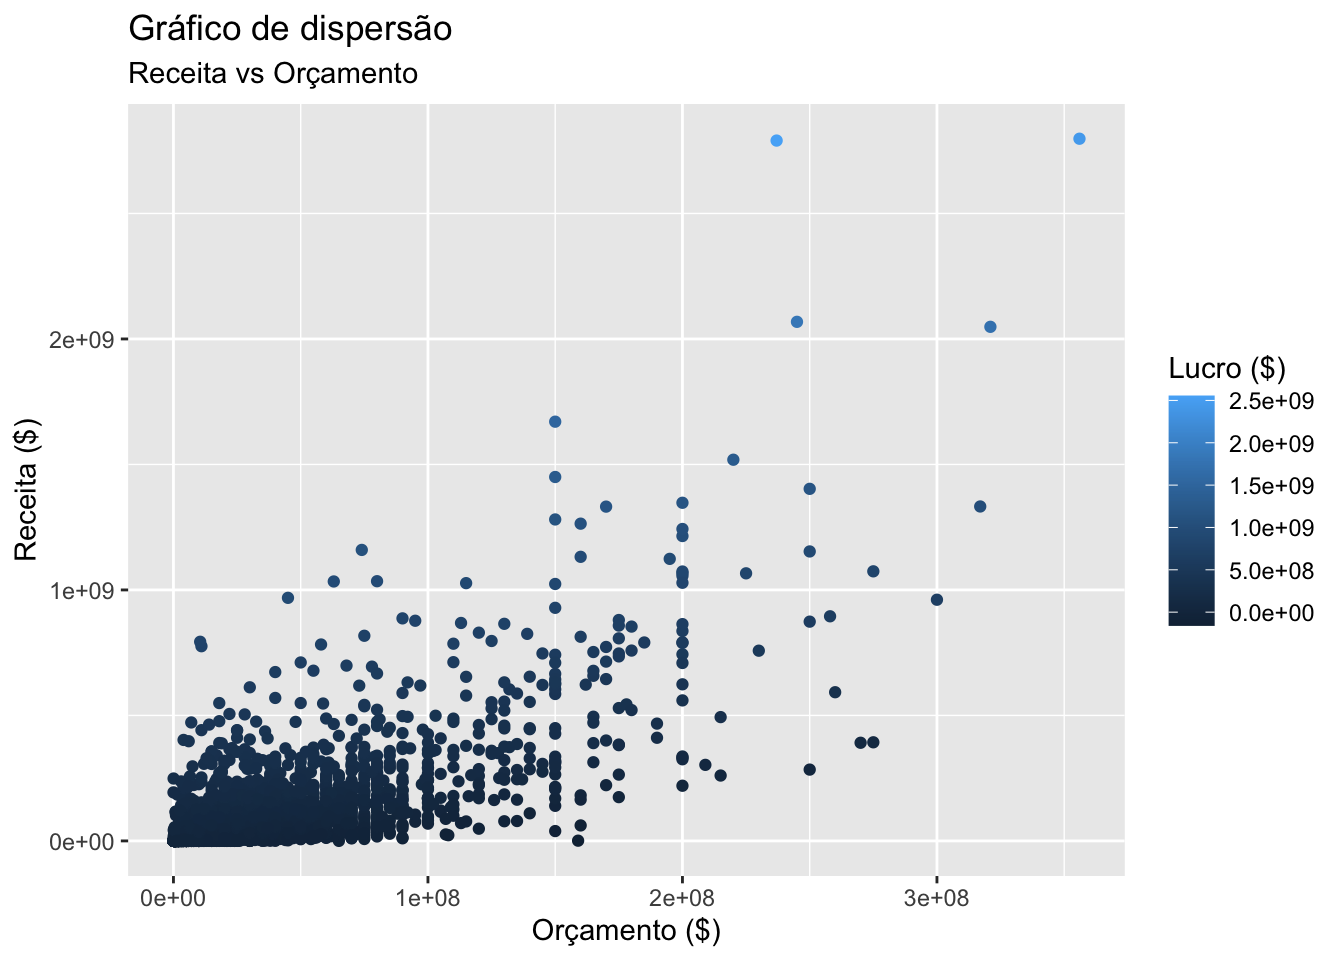 Gráfico de dispersão
Receita vs Orçamento
Receita ($)
2e+09
1e+09
0e+00
0e+00
1e+08
2e+08
3e+08
Orçamento ($)
Lucro ($)
2.5e+09
2.0e+09
1.5e+09
1.0e+09
5.0e+08
0.0e+00